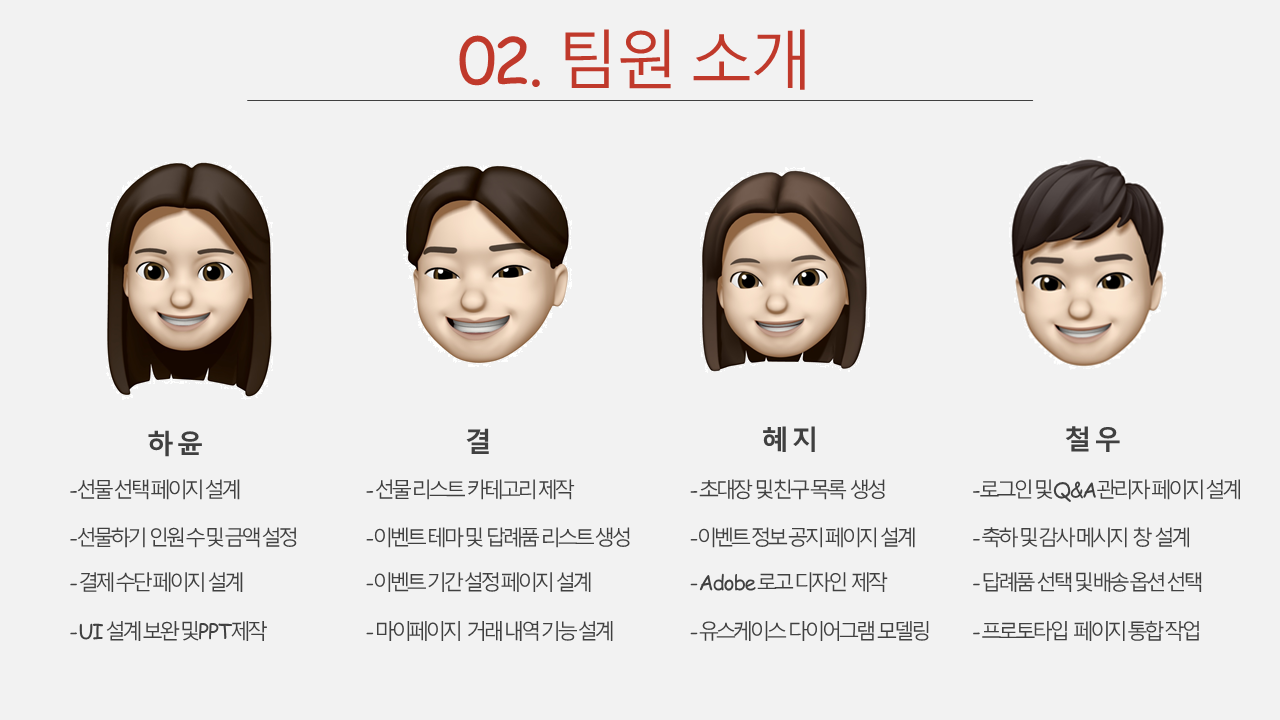 02. 팀원 소개
하윤
-선물 선택 페이지 설계
-선물하기 인원 수 및 금액 설정
- 결제 수단 페이지 설계
-UI 설계 보완 및 PPT제작
결
- 선물 리스트 카테고리 제작
-이벤트 테마 및 답례품 리스트 생성
-이벤트 기간 설정 페이지 설계
- 마이페이지 거래 내역 기능 설계
혜지
-초대장 및 친구 목록 생성
-이벤트 정보 공지 페이지 설계
-Adobe 로고 디자인 제작
-유스케이스 다이어그램 모델링
철우
-로그인 및 Q&A 관리자 페이지 설계
-축하 및 감사 메시지 창 설계
- 답례품 선택 및 배송 옵션 선택
-프로토타입 페이지 통합 작업